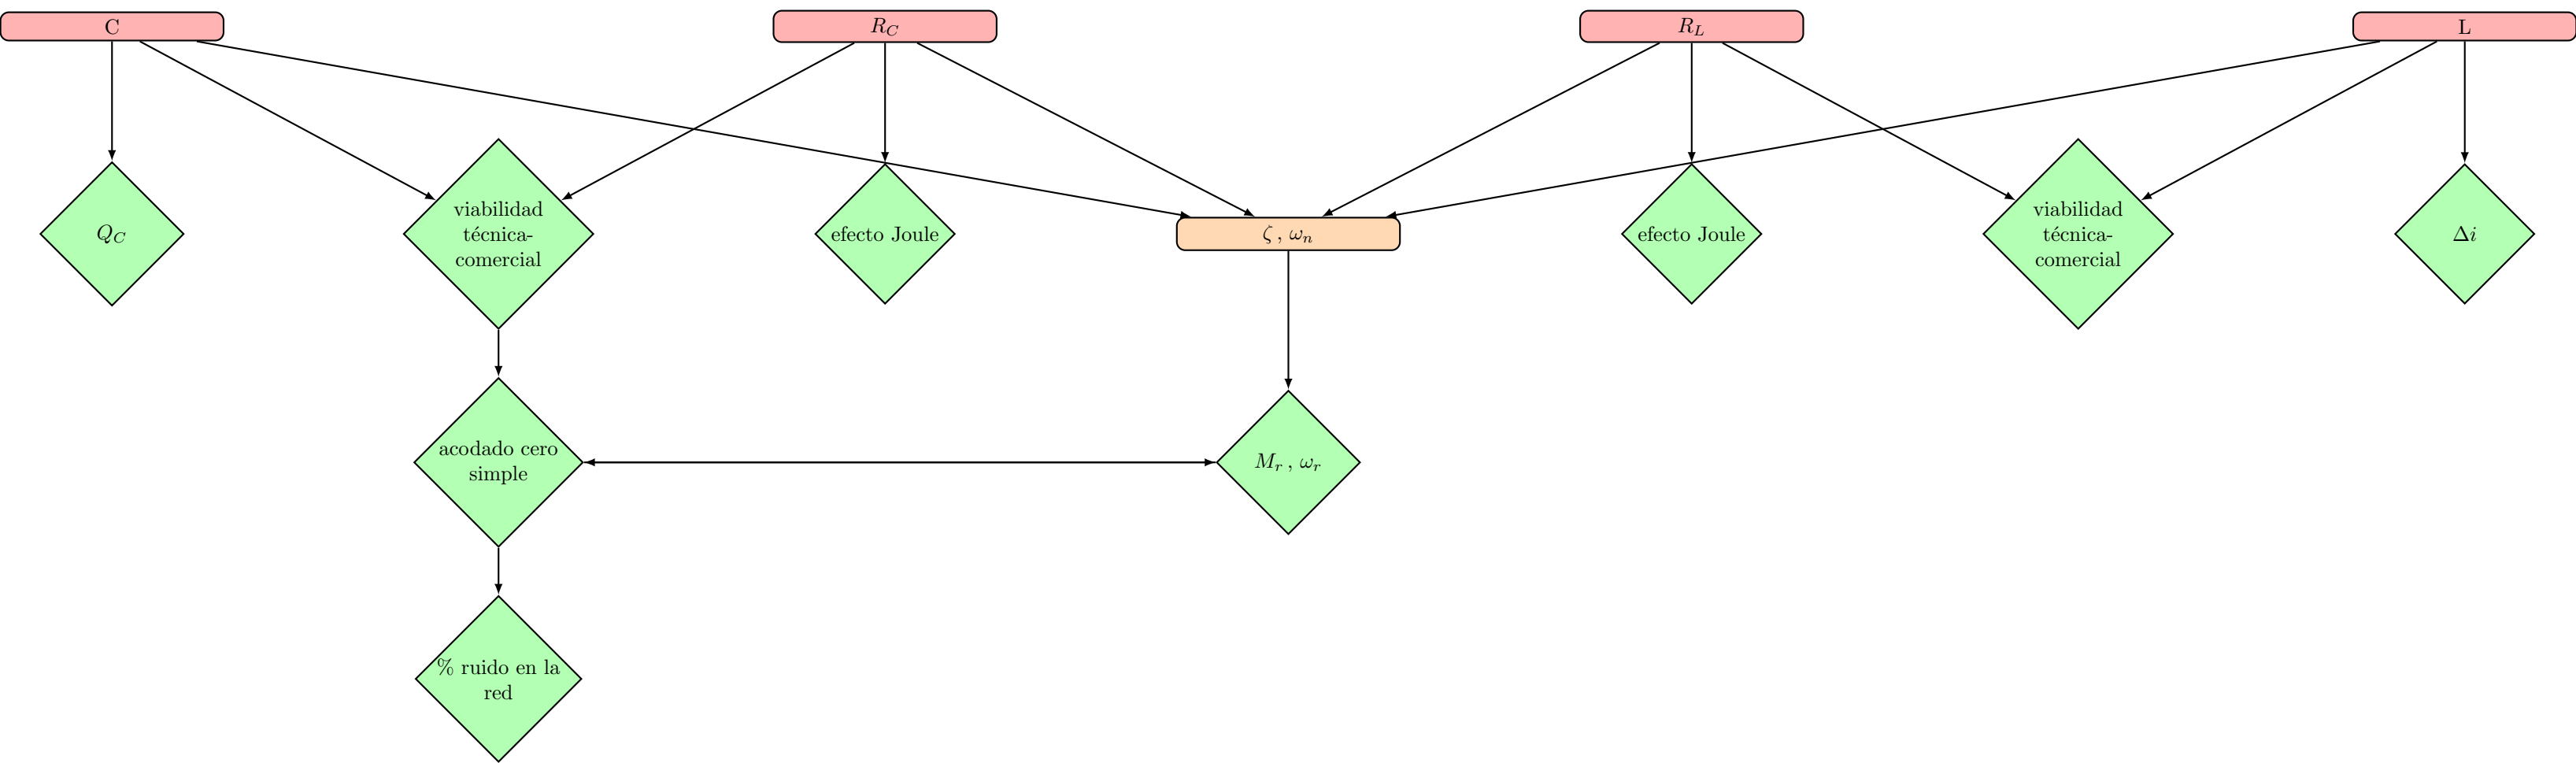 C
R_C
R_L
L
Q_C
viabilidad
técnica-
comercial
efecto Joule
ζ , ω_n
efecto Joule
viabilidad
técnica-
comercial
Δi
acodado cero
simple
M_r , ω_r
% ruido en la
red